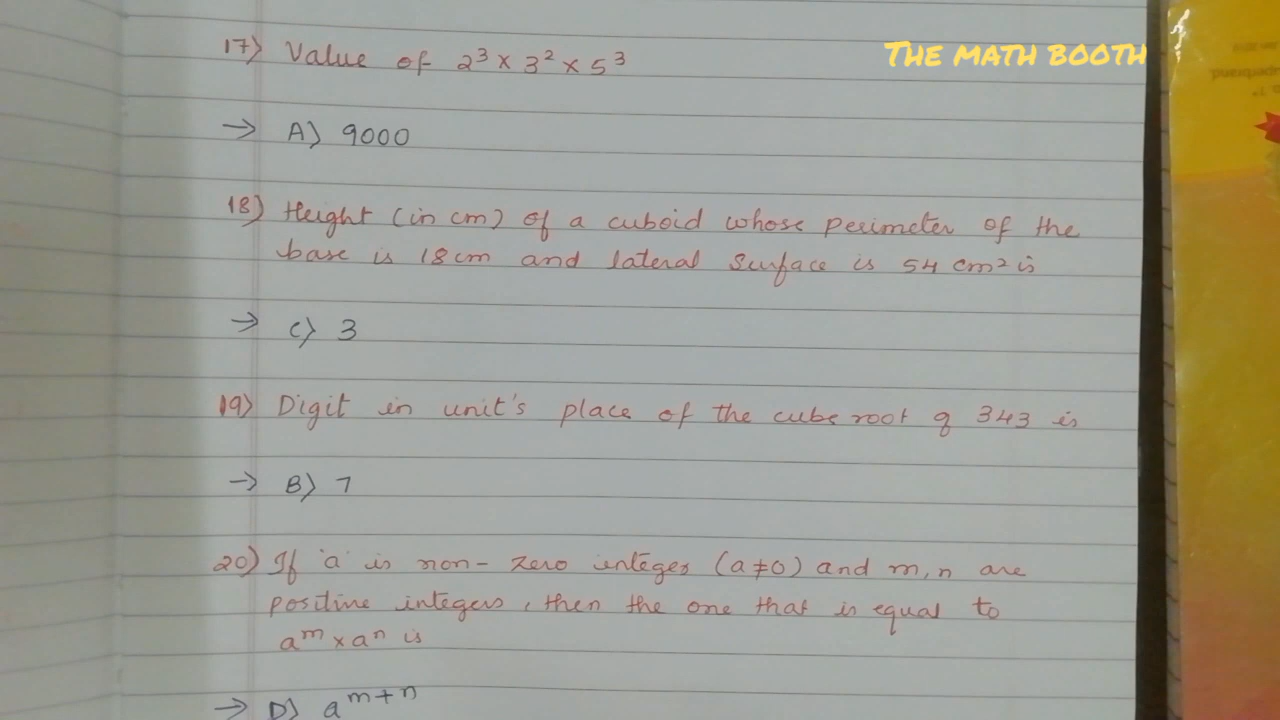 THE MATH BOOTH
17) Value of 2³ x 3² x 5³
→ A) 9000
18) Height (in cm) of a cuboid whose perimeter of the
base is 18cm and lateral surface is 54 cm² is
→ C) 3
19) Digit in unit's place of the cube root of 343 is
→ B) 7
20) If 'a' is non-zero integer (a≠0) and m,n are
positive integers, then the one that is equal to
aᵐ x aⁿ is
→ D) aᵐ⁺ⁿ